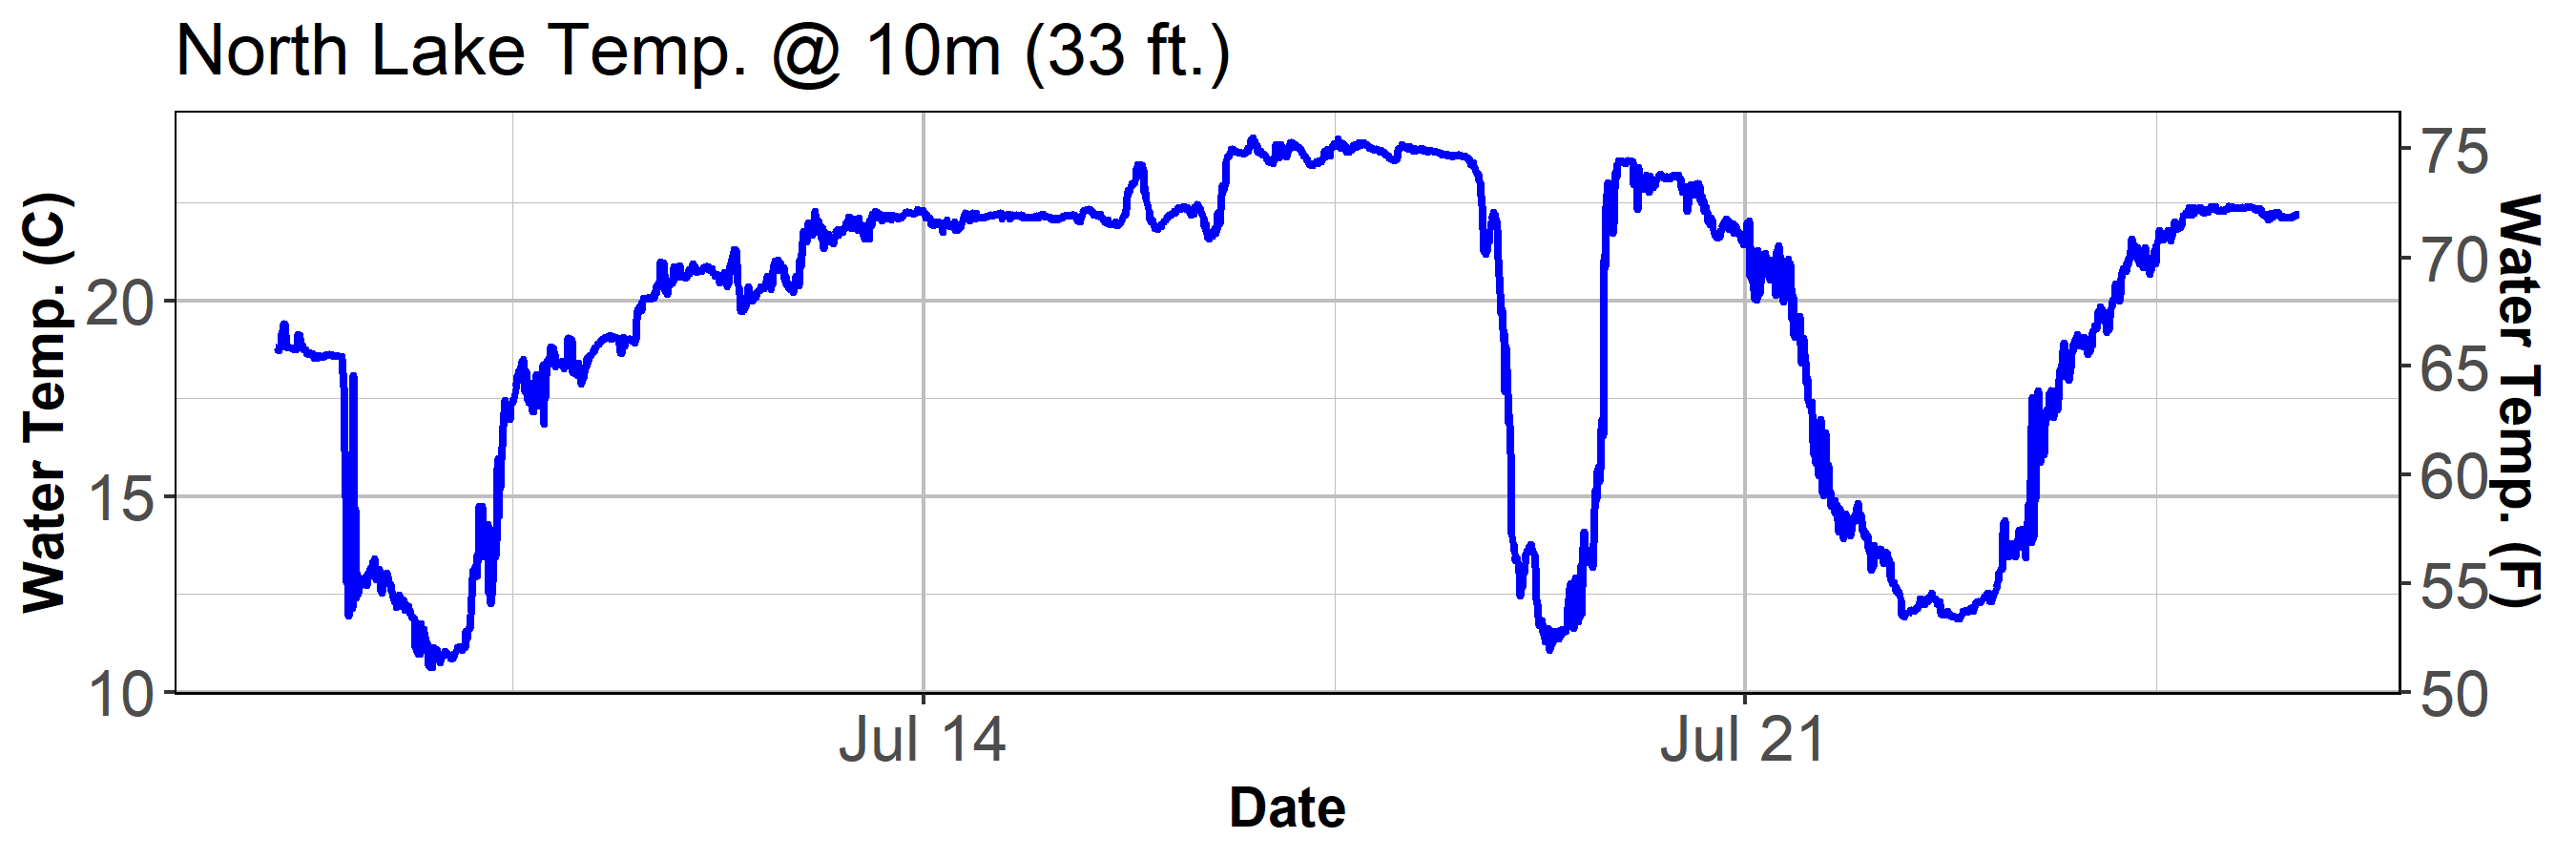 North Lake Temp. @ 10m (33 ft.)
Water Temp. (C)
20
15
10
75
70
65
60
55
50
Water Temp. (F)
Jul 14
Jul 21
Date